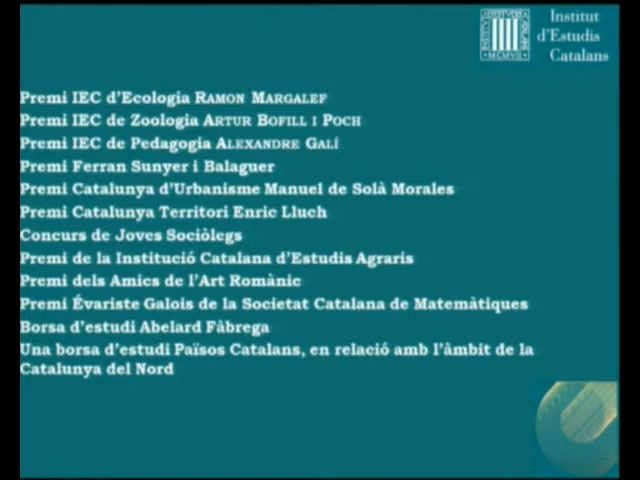 Institut
d'Estudis
Catalans
MCMVII
Premi IEC d'Ecologia RAMON MARGALEF
Premi IEC de Zoologia ARTUR BOFILL I POCH
Premi IEC de Pedagogia ALEXANDRE GALÍ
Premi Ferran Sunyer i Balaguer
Premi Catalunya d'Urbanisme Manuel de Solà Morales
Premi Catalunya Territori Enric Lluch
Concurs de Joves Sociòlegs
Premi de la Institució Catalana d'Estudis Agraris
Premi dels Amics de l'Art Romànic
Premi Évariste Galois de la Societat Catalana de Matemàtiques
Borsa d'estudi Abelard Fàbrega
Una borsa d'estudi Països Catalans, en relació amb l'àmbit de la
Catalunya del Nord